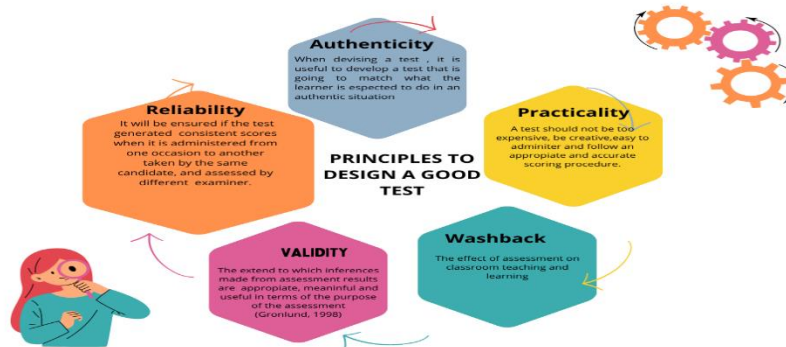 Authenticity
When devising a test , it is
useful to develop a test that is
going to match what the
learner is espected to do in an
authentic situation
Reliability
It will be ensured if the test
generated consistent scores
when it is administered from
one occasion to another
taken by the same
candidate, and assessed by
different examiner.
Practicality
A test should not be too
expensive, be creative,easy to
adminiter and follow an
appropiate and accurate
scoring procedure.
PRINCIPLES TO
DESIGN A GOOD
TEST
VALIDITY
The extend to which inferences
made from assessment results
are appropiate, meaninful and
useful in terms of the purpose
of the assessment
(Gronlund, 1998)
Washback
The effect of assessment on
classroom teaching and
learning